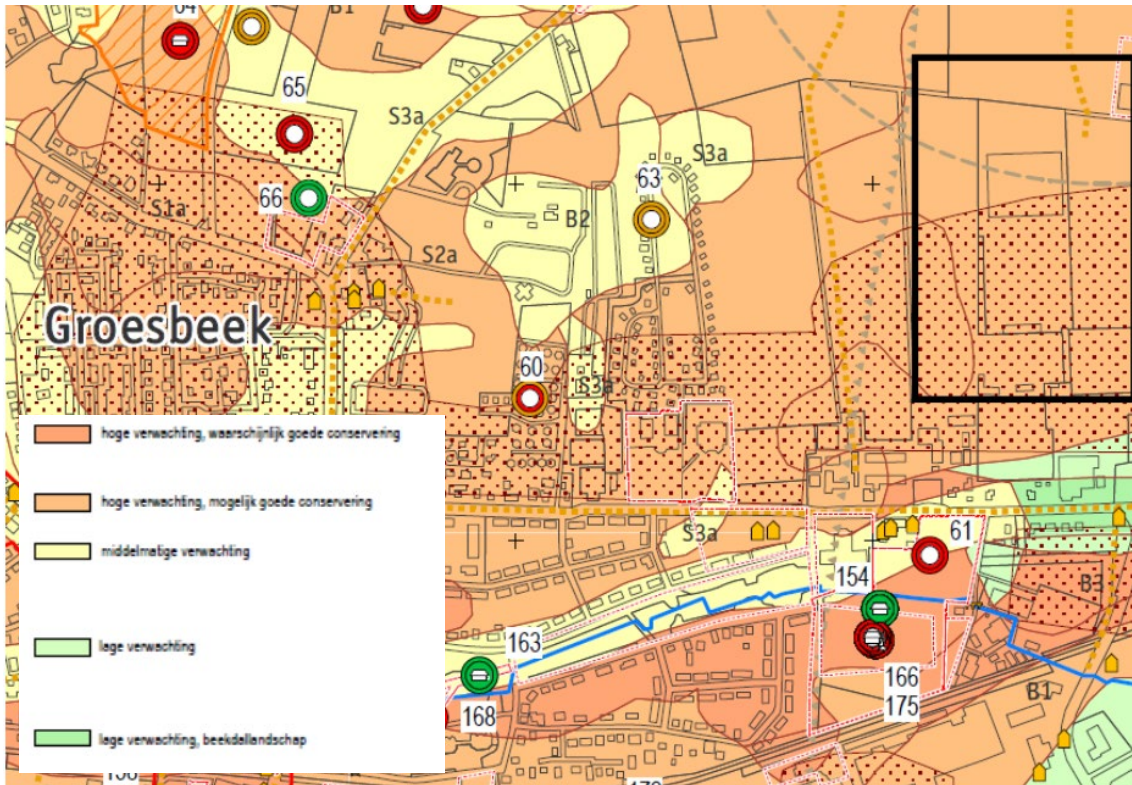 64
B1
65
S3a
S3a
63
66
S1a
B2
S2a
Groesbeek
60
S3a
hoge verwachting, waarschijnlijk goede conservering
hoge verwachting, mogelijk goede conservering
middelmatige verwachting
lage verwachting
lage verwachting, beekdallandschap
S3a
61
154
B3
163
168
166
175
B1